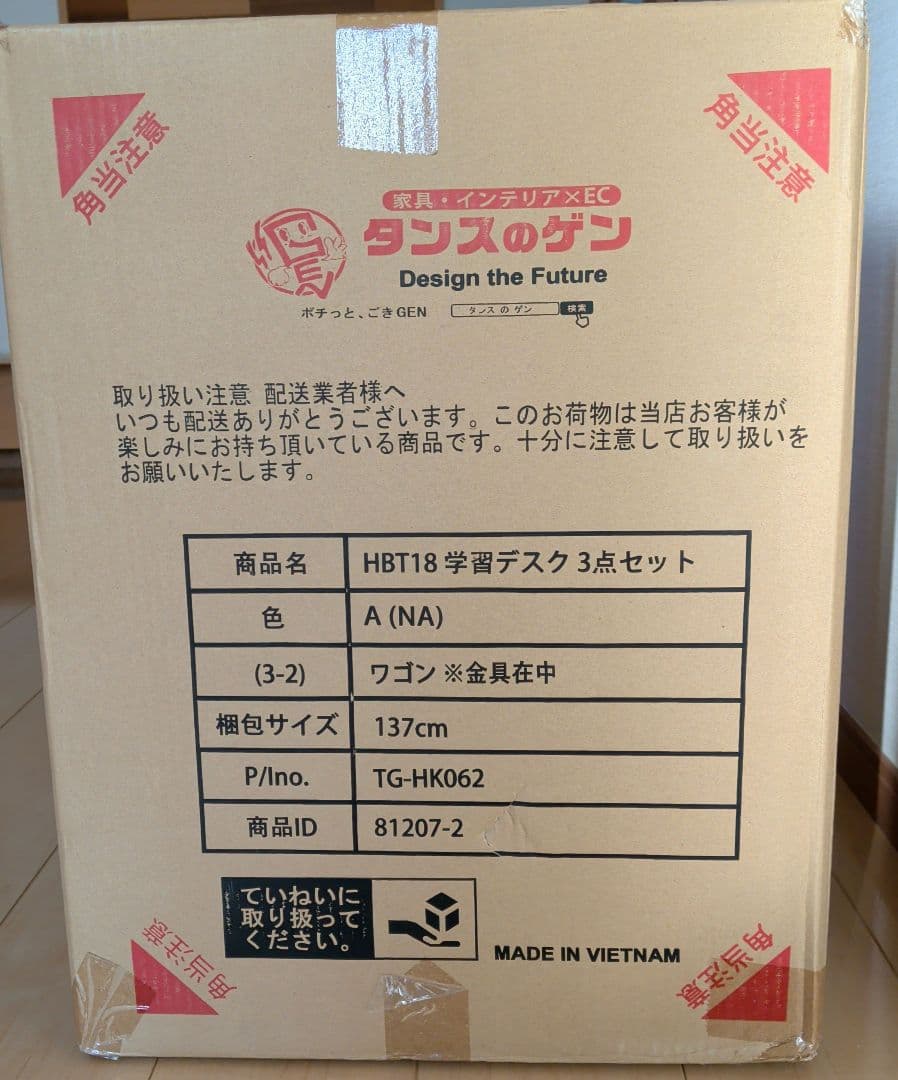 角当注意
角当注意
家具・インテリア×EC
タンスのゲン
Design the Future
ポチっと、ごきGEN
タンス の ゲン 検索
取り扱い注意 配送業者様へ
いつも配送ありがとうございます。このお荷物は当店お客様が
楽しみにお持ち頂いている商品です。十分に注意して取り扱いを
お願いいたします。
商品名 HBT18 学習デスク 3点セット
色 A (NA)
(3-2) ワゴン ※金具在中
梱包サイズ 137cm
P/Ino. TG-HK062
商品ID 81207-2
ていねいに
取り扱って
ください。
MADE IN VIETNAM
角当注意
角当注意